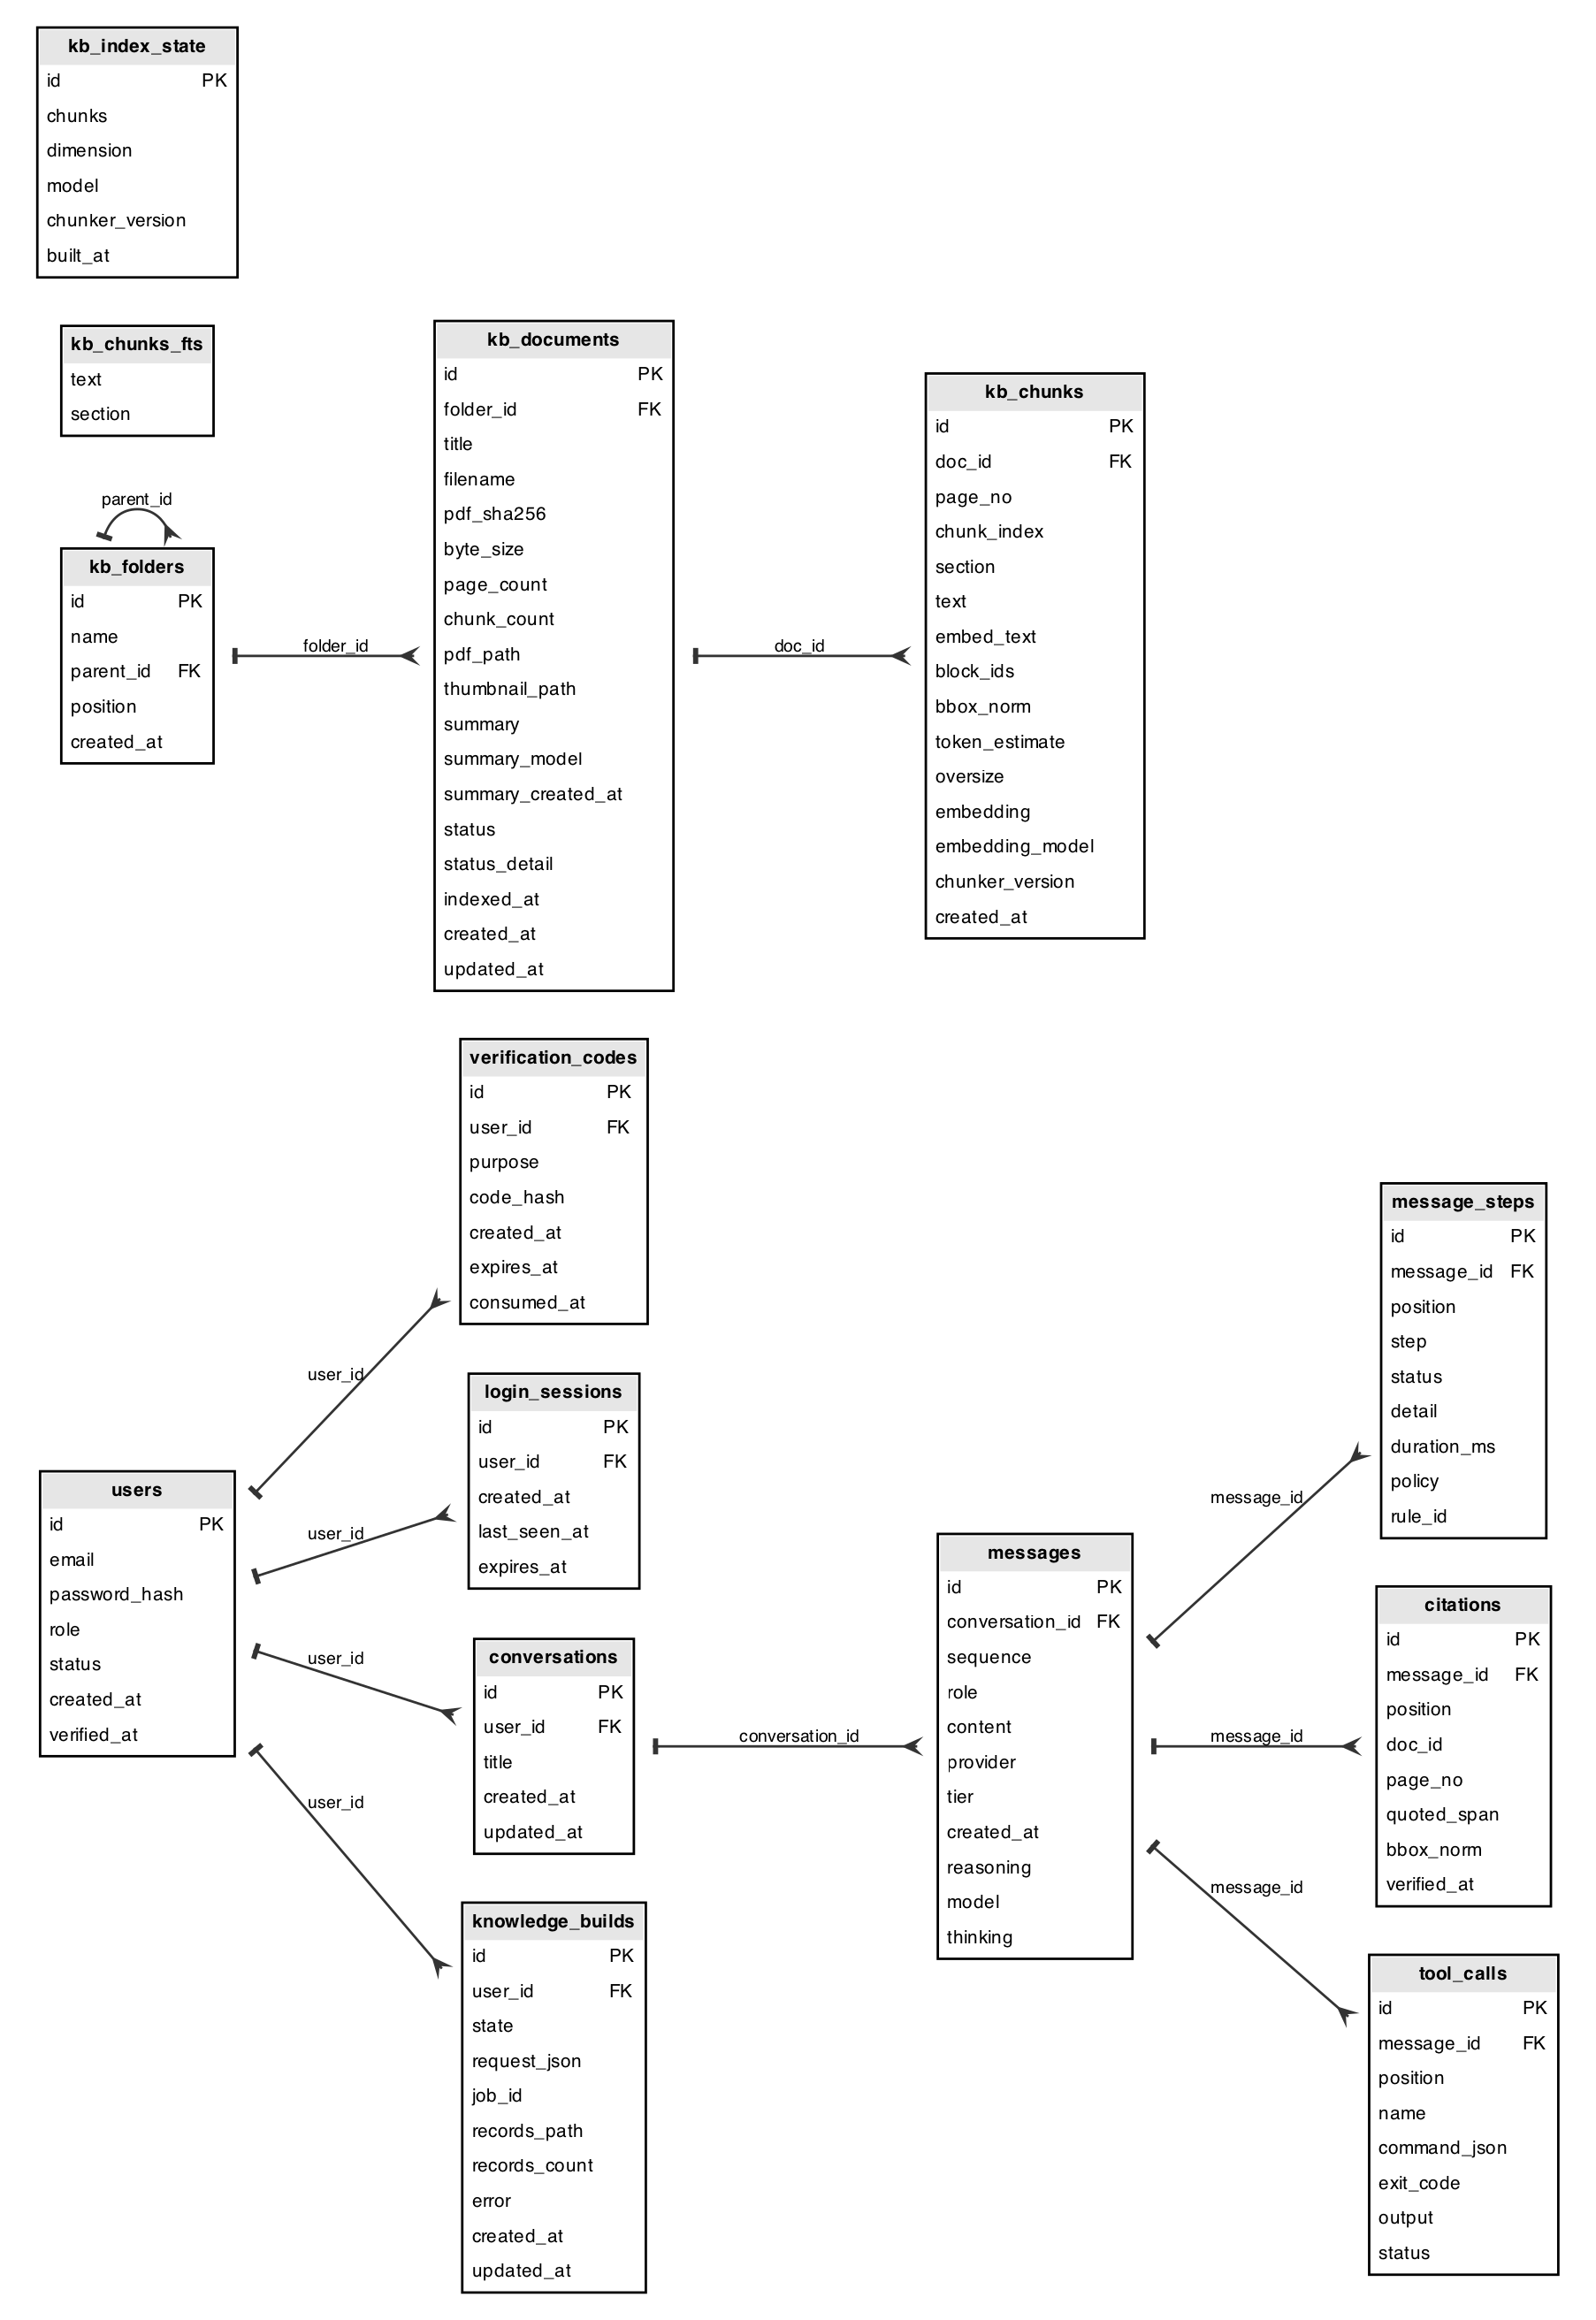 kb_index_state
id PK
chunks
dimension
model
chunker_version
built_at
kb_chunks_fts
text
section
parent_id
kb_folders
id PK
name
parent_id FK
position
created_at
folder_id
kb_documents
id PK
folder_id FK
title
filename
pdf_sha256
byte_size
page_count
chunk_count
pdf_path
thumbnail_path
summary
summary_model
summary_created_at
status
status_detail
indexed_at
created_at
updated_at
doc_id
kb_chunks
id PK
doc_id FK
page_no
chunk_index
section
text
embed_text
block_ids
bbox_norm
token_estimate
oversize
embedding
embedding_model
chunker_version
created_at
users
id PK
email
password_hash
role
status
created_at
verified_at
user_id
user_id
user_id
user_id
verification_codes
id PK
user_id FK
purpose
code_hash
created_at
expires_at
consumed_at
login_sessions
id PK
user_id FK
created_at
last_seen_at
expires_at
conversations
id PK
user_id FK
title
created_at
updated_at
knowledge_builds
id PK
user_id FK
state
request_json
job_id
records_path
records_count
error
created_at
updated_at
conversation_id
messages
id PK
conversation_id FK
sequence
role
content
provider
tier
created_at
reasoning
model
thinking
message_id
message_id
message_id
message_steps
id PK
message_id FK
position
step
status
detail
duration_ms
policy
rule_id
citations
id PK
message_id FK
position
doc_id
page_no
quoted_span
bbox_norm
verified_at
tool_calls
id PK
message_id FK
position
name
command_json
exit_code
output
status